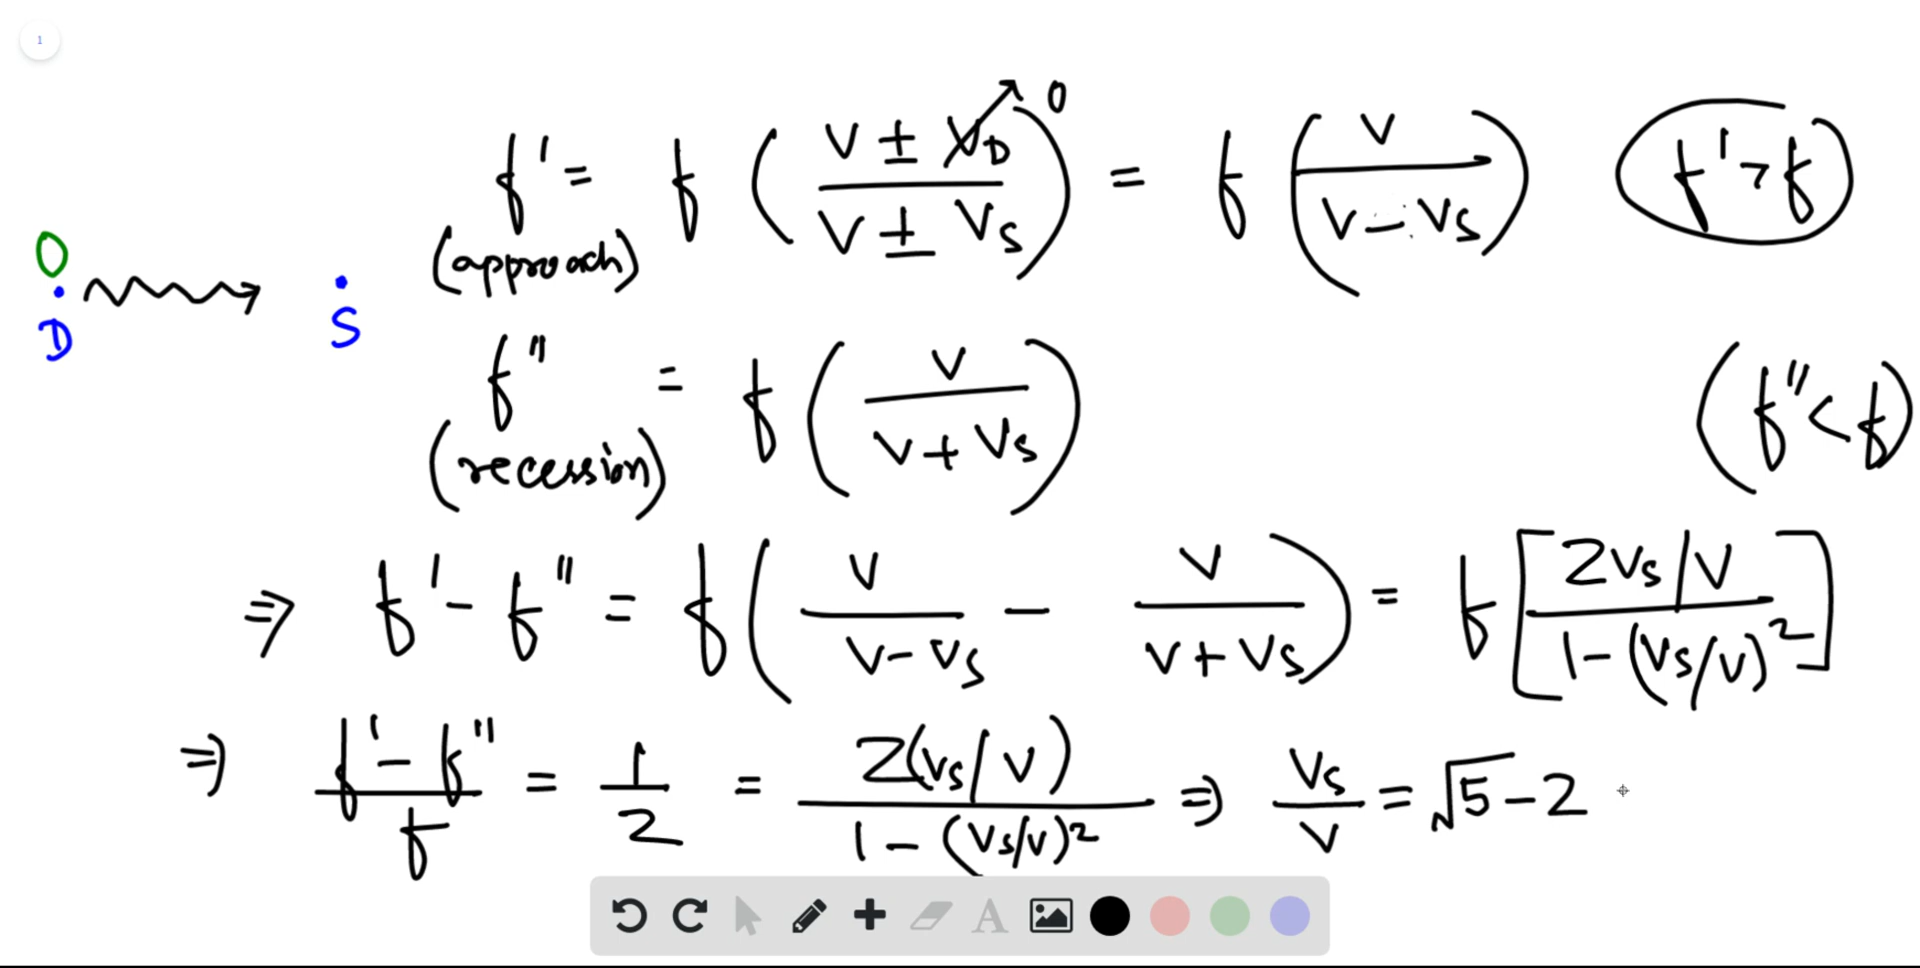 1
f' = f ( (V ± V_D) / (V ± V_S) ) = f ( V / (V - V_S) ) f' > f
0
(approach)
O
D
S
f'' = f ( V / (V + V_S) ) (f'' < f)
(recession)
⇒ f' - f'' = f ( V / (V - V_S) - V / (V + V_S) ) = f [ 2V_S/V / (1 - (V_S/V)²) ]
⇒ (f' - f'') / f = 1 / 2 = 2(V_S/V) / (1 - (V_S/V)²) ⇒ V_S / V = √5 - 2
A